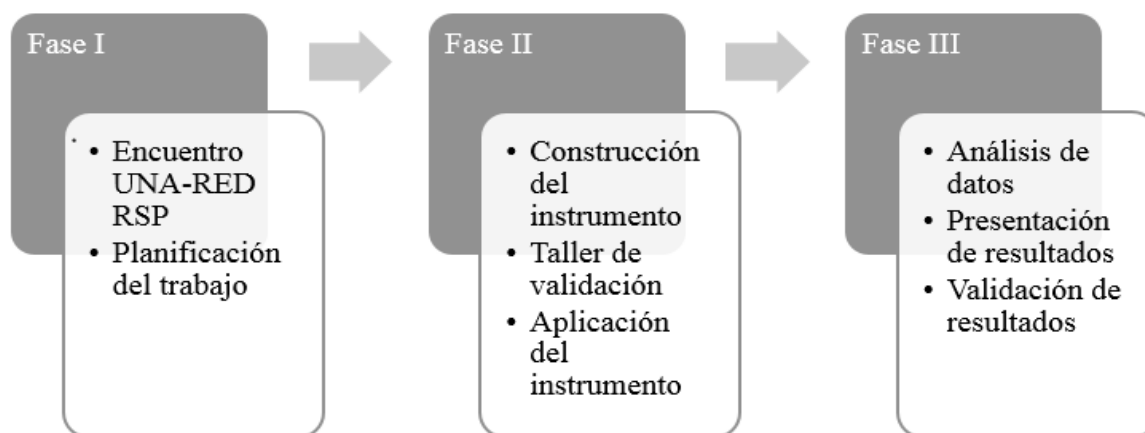 Fase I
* • Encuentro
UNA-RED
RSP
• Planificación
del trabajo
Fase II
• Construcción
del
instrumento
• Taller de
validación
• Aplicación
del
instrumento
Fase III
• Análisis de
datos
• Presentación
de resultados
• Validación de
resultados